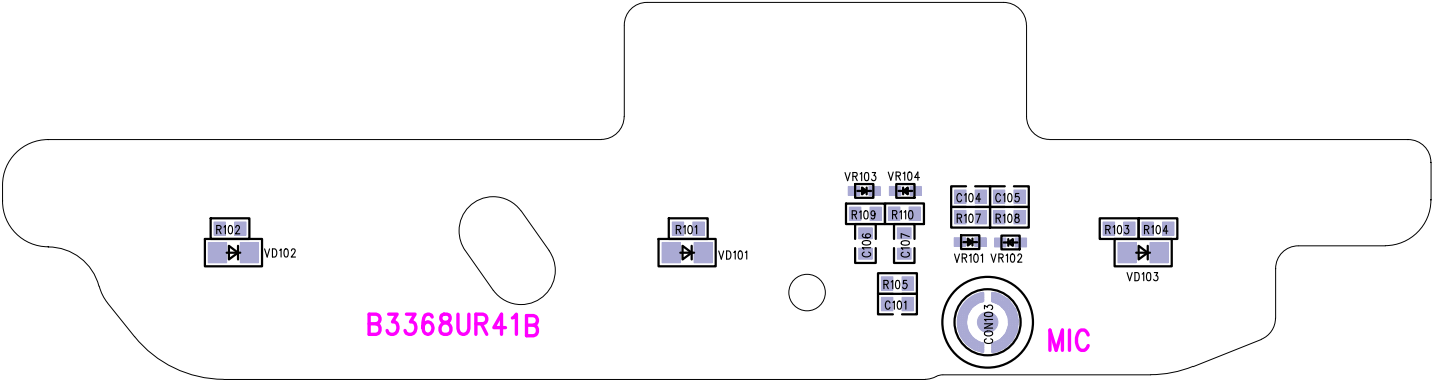 VR103 VR104
C104 C105
R109 R110 R107 R108
R102 R101 R103 R104
C106 C107
VD102 VD101 VR101 VR102
VD103
R105
C101
CON103
B3368UR41B
MIC